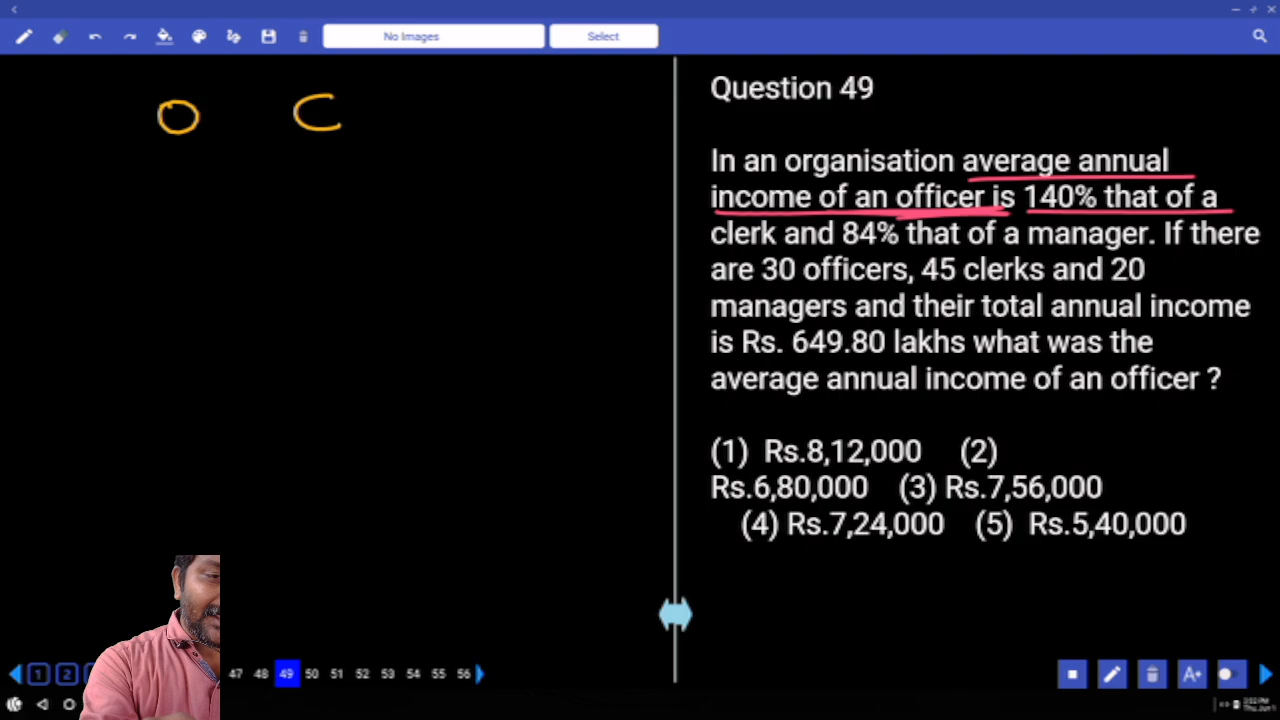 No Images
Select
O C
Question 49
In an organisation average annual
income of an officer is 140% that of a
clerk and 84% that of a manager. If there
are 30 officers, 45 clerks and 20
managers and their total annual income
is Rs. 649.80 lakhs what was the
average annual income of an officer ?
(1) Rs.8,12,000 (2)
Rs.6,80,000 (3) Rs.7,56,000
(4) Rs.7,24,000 (5) Rs.5,40,000
1 2 47 48 49 50 51 52 53 54 55 56
A+